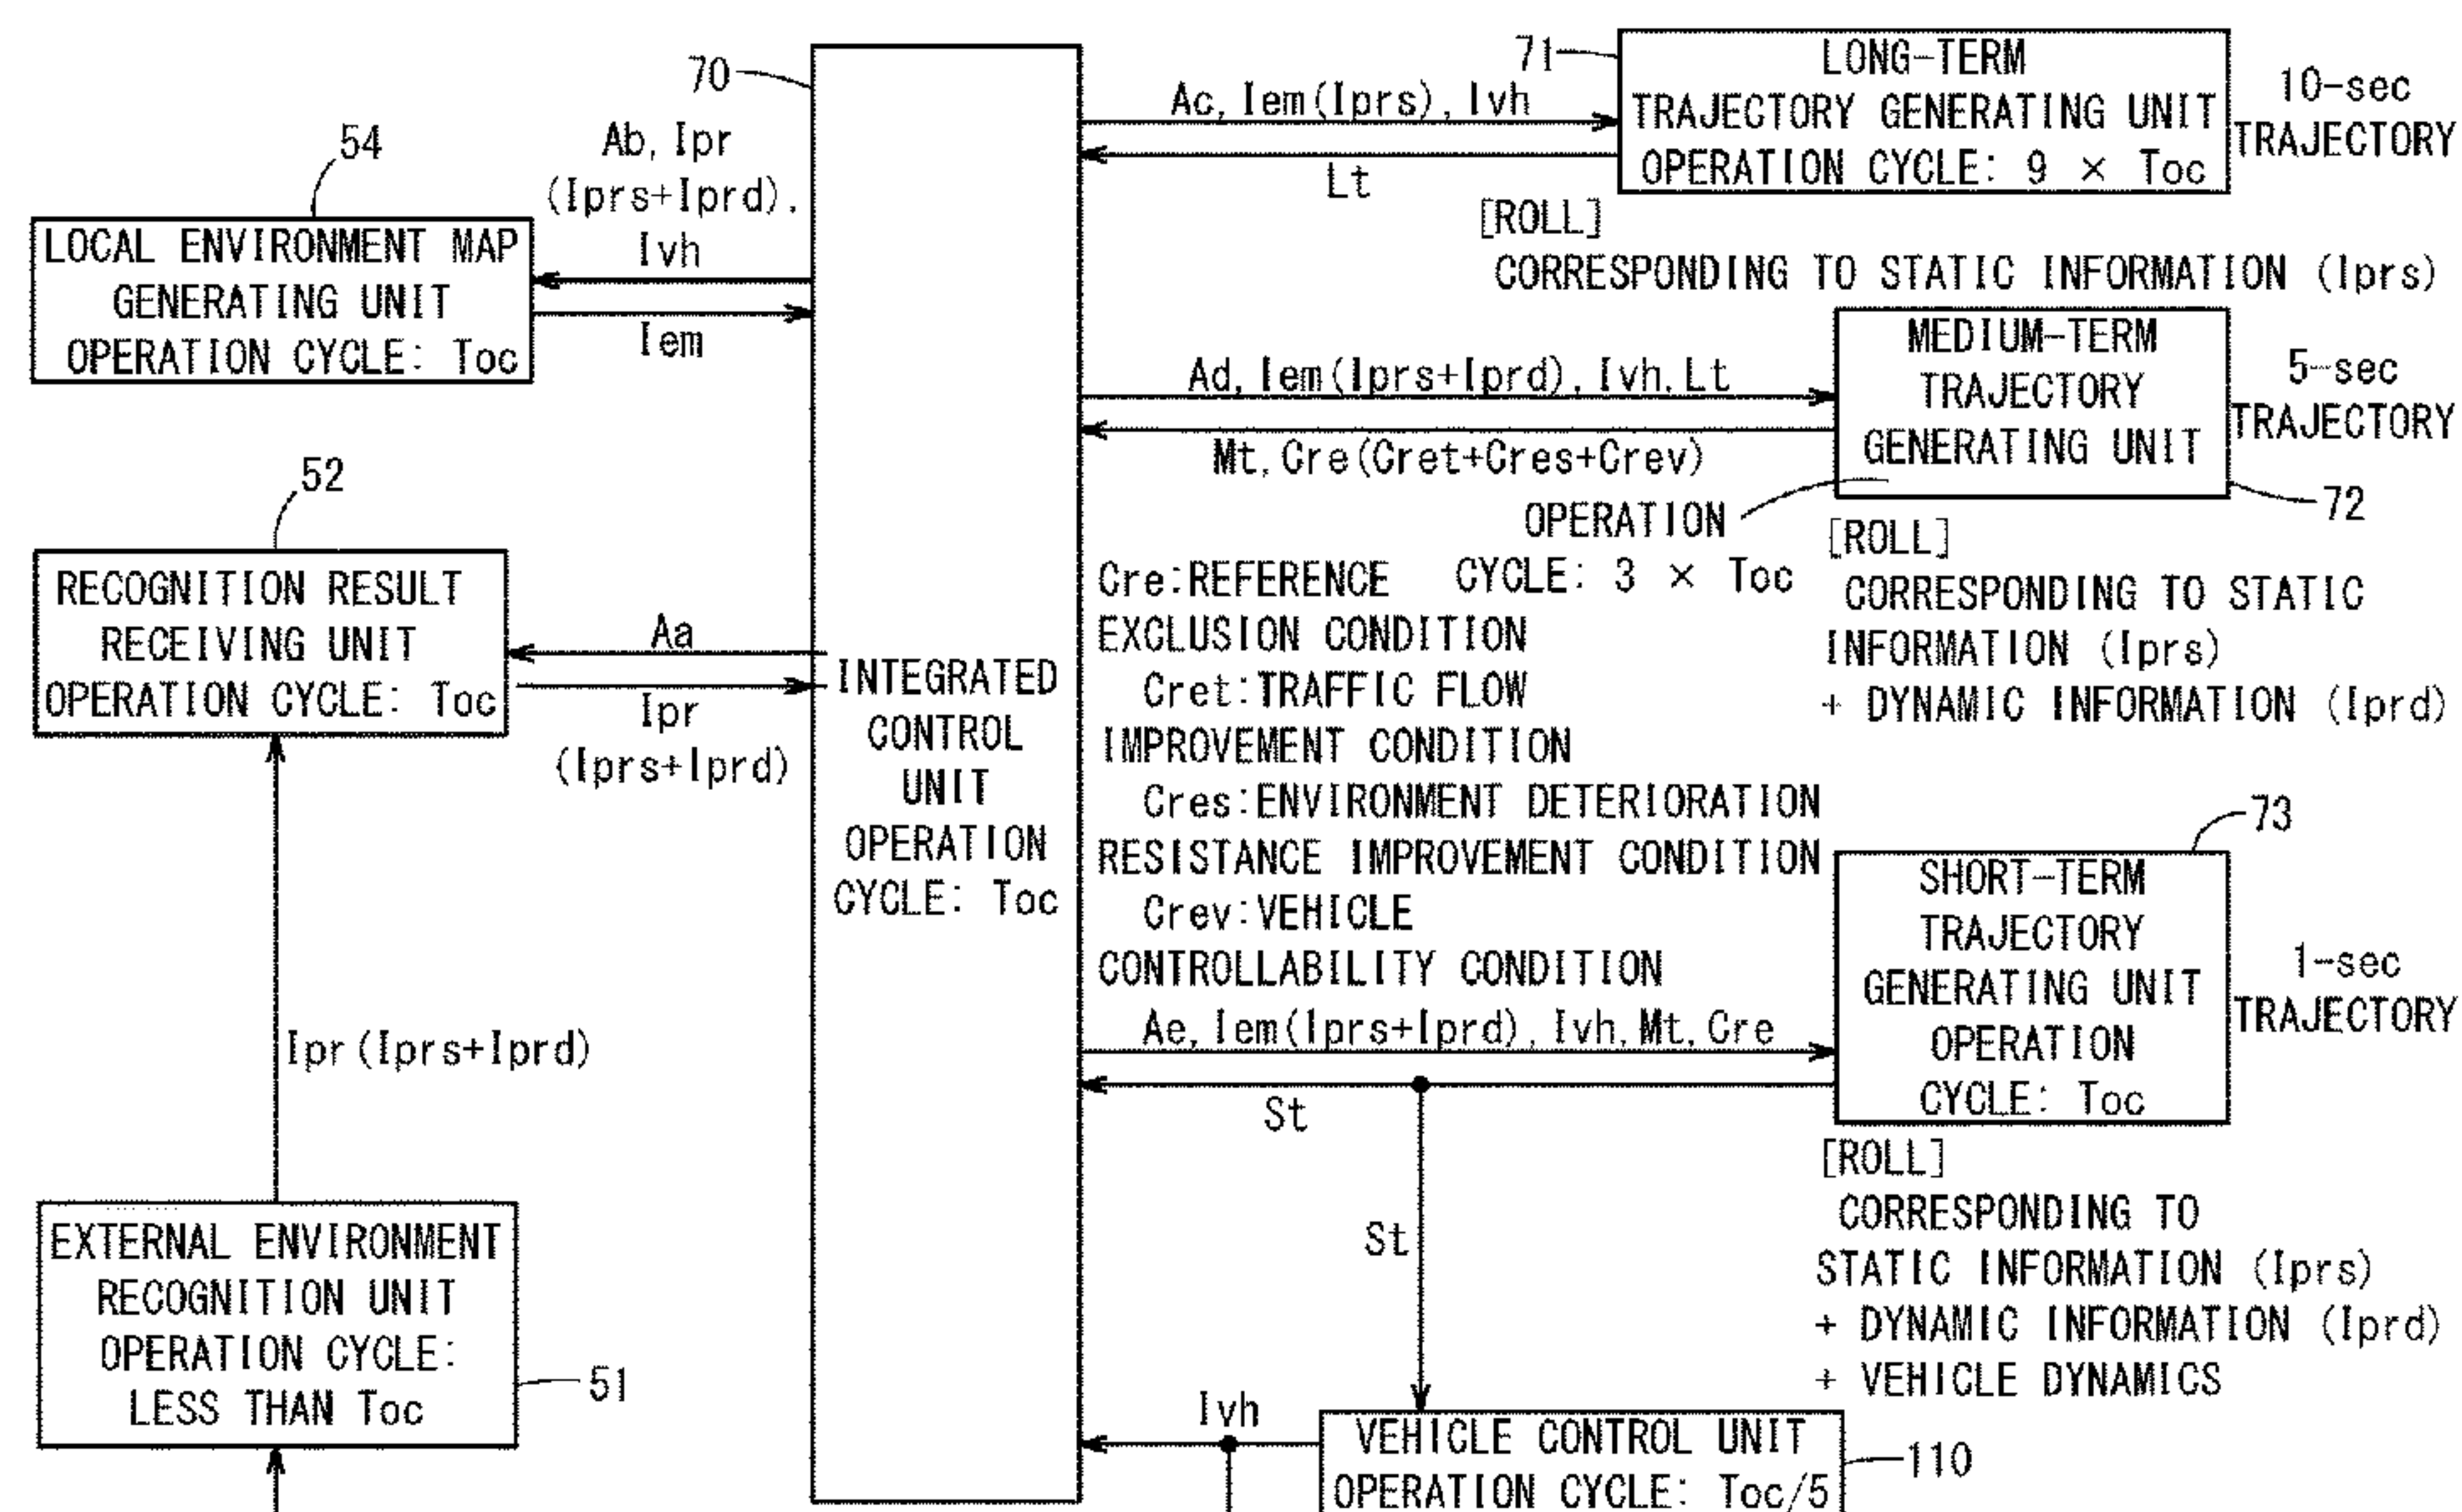 70
54
Ab, Ipr
(Iprs+Iprd),
Ivh
LOCAL ENVIRONMENT MAP
GENERATING UNIT
OPERATION CYCLE: Toc
Iem
52
RECOGNITION RESULT
RECEIVING UNIT
OPERATION CYCLE: Toc
Aa
Ipr
(Iprs+Iprd)
Ipr(Iprs+Iprd)
EXTERNAL ENVIRONMENT
RECOGNITION UNIT
OPERATION CYCLE:
LESS THAN Toc
51
INTEGRATED
CONTROL
UNIT
OPERATION
CYCLE: Toc
71
Ac, Iem(Iprs), Ivh
Lt
LONG-TERM
TRAJECTORY GENERATING UNIT
OPERATION CYCLE: 9 × Toc
10-sec
TRAJECTORY
[ROLL]
CORRESPONDING TO STATIC INFORMATION (Iprs)
Ad, Iem(Iprs+Iprd), Ivh, Lt
Mt, Cre(Cret+Cres+Crev)
MEDIUM-TERM
TRAJECTORY
GENERATING UNIT
5-sec
TRAJECTORY
72
OPERATION
CYCLE: 3 × Toc
[ROLL]
CORRESPONDING TO STATIC
INFORMATION (Iprs)
+ DYNAMIC INFORMATION (Iprd)
Cre:REFERENCE
EXCLUSION CONDITION
Cret:TRAFFIC FLOW
IMPROVEMENT CONDITION
Cres:ENVIRONMENT DETERIORATION
RESISTANCE IMPROVEMENT CONDITION
Crev:VEHICLE
CONTROLLABILITY CONDITION
Ae, Iem(Iprs+Iprd), Ivh, Mt, Cre
St
73
SHORT-TERM
TRAJECTORY
GENERATING UNIT
OPERATION
CYCLE: Toc
1-sec
TRAJECTORY
[ROLL]
CORRESPONDING TO
STATIC INFORMATION (Iprs)
+ DYNAMIC INFORMATION (Iprd)
+ VEHICLE DYNAMICS
St
Ivh
VEHICLE CONTROL UNIT
OPERATION CYCLE: Toc/5
110